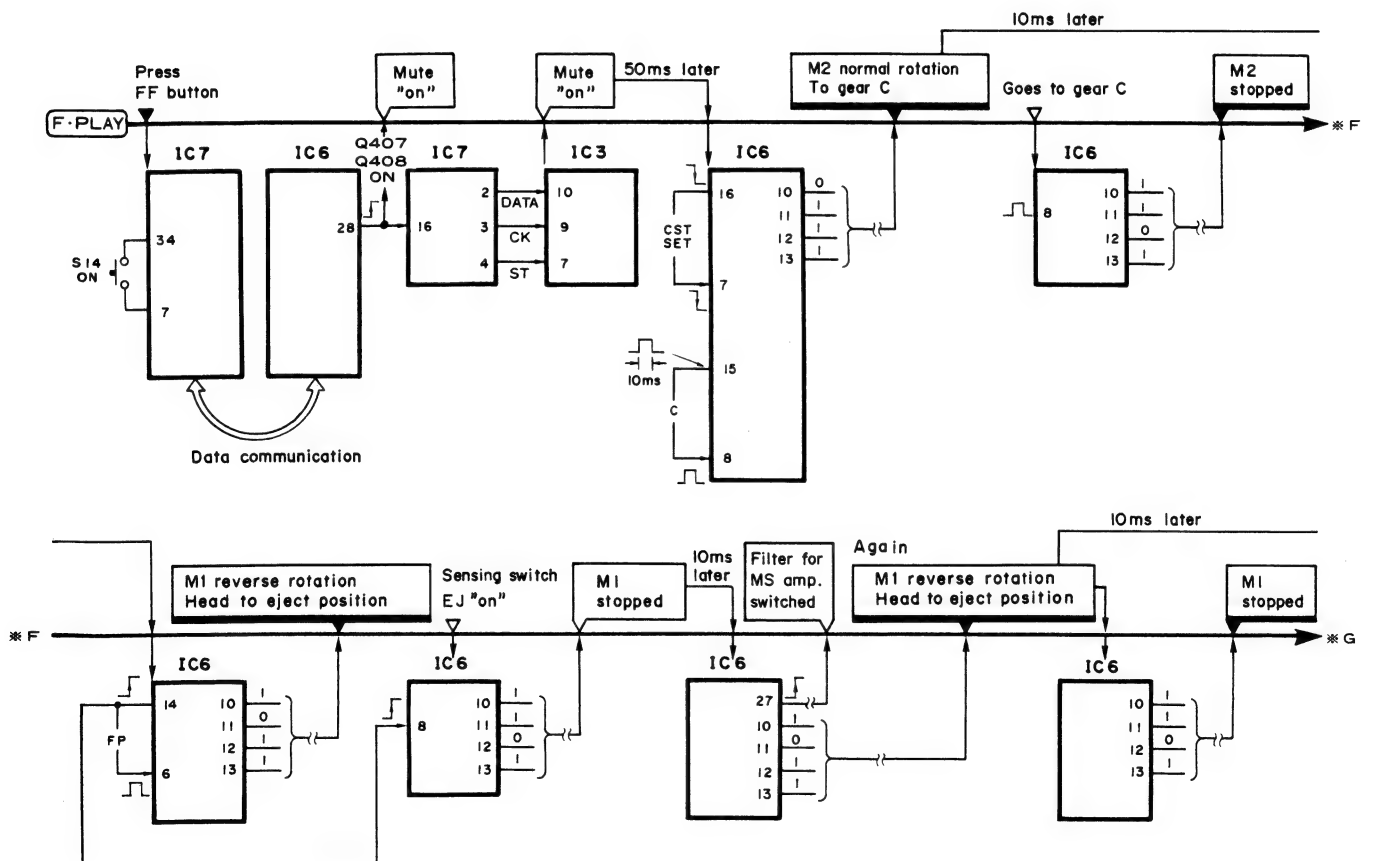 10ms later
Press
FF button
Mute
"on"
Mute
"on"
50ms later
M2 normal rotation
To gear C
Goes to gear C
M2
stopped
F·PLAY
※F
IC7
IC6
Q407
Q408
ON
IC7
IC3
IC6
IC6
34
S14
ON
7
28
16
2
DATA
10
3
CK
9
4
ST
7
16
CST
SET
7
10ms
15
C
8
10 0
11 1
12 1
13 1
8
10 1
11 1
12 0
13 1
Data communication
10ms later
M1 reverse rotation
Head to eject position
Sensing switch
EJ "on"
M1
stopped
10ms
later
Filter for
MS amp.
switched
Again
M1 reverse rotation
Head to eject position
M1
stopped
※F
※G
IC6
IC6
IC6
IC6
14
FP
6
10 1
11 0
12 1
13 1
8
10 1
11 1
12 0
13 1
27
10 1
11 0
12 1
13 1
10 1
11 1
12 0
13 1